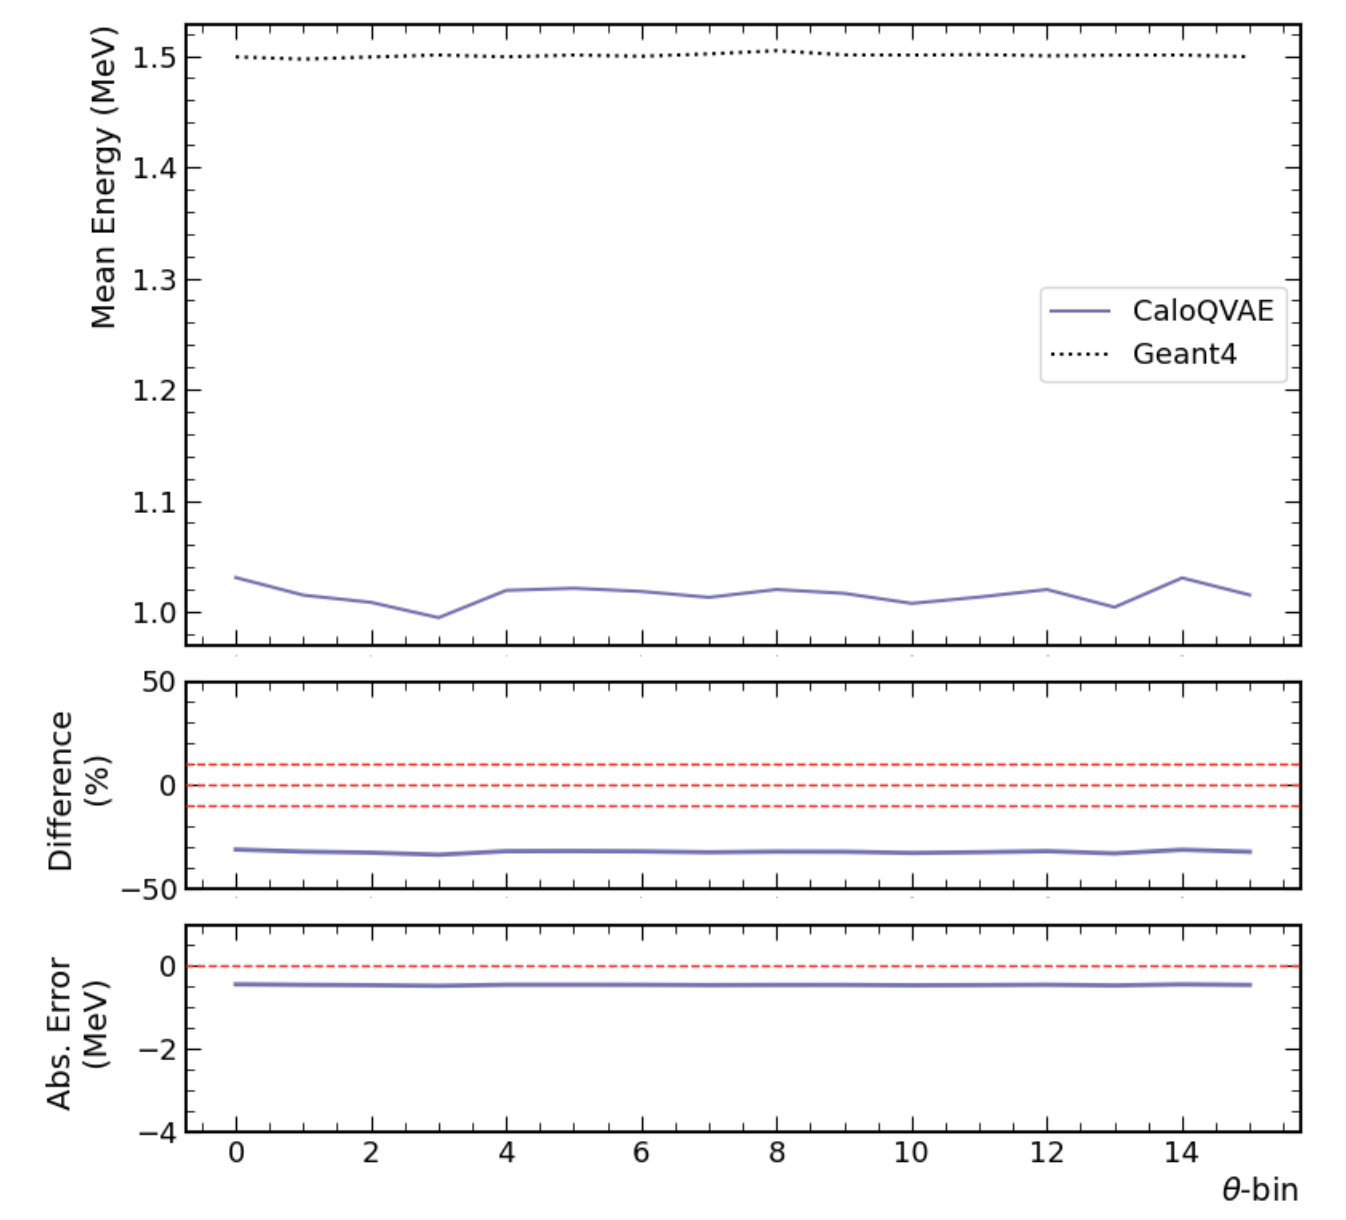 Mean Energy (MeV)
1.5
1.4
1.3
1.2
1.1
1.0
CaloQVAE
Geant4
Difference
(%)
50
0
−50
Abs. Error
(MeV)
0
−2
−4
0 2 4 6 8 10 12 14
θ-bin